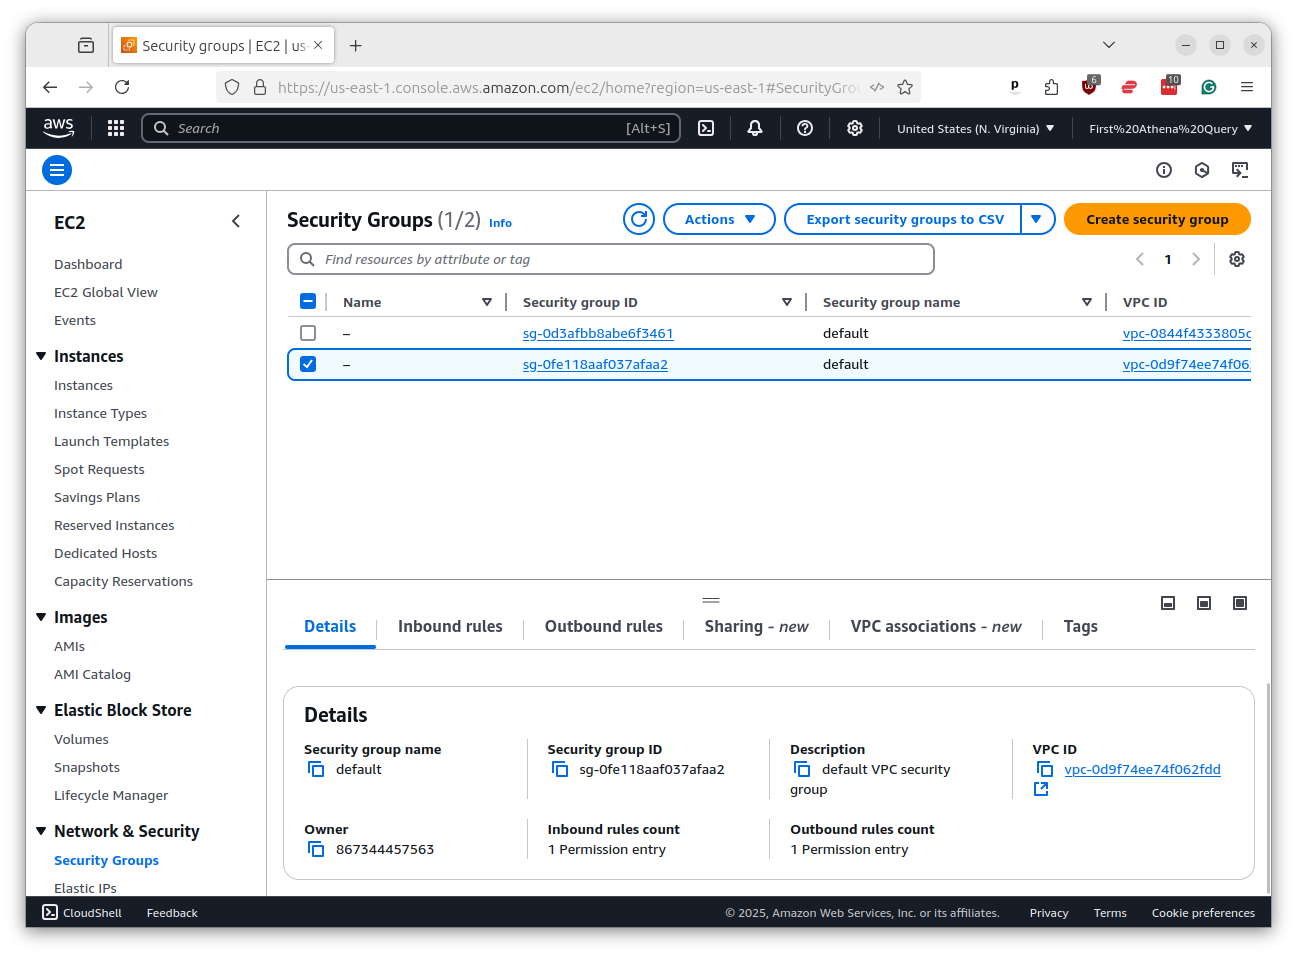 Security groups | EC2 | us-
https://us-east-1.console.aws.amazon.com/ec2/home?region=us-east-1#SecurityGrou
P
6
10
aws
Search
[Alt+S]
United States (N. Virginia)
First%20Athena%20Query
EC2
Dashboard
EC2 Global View
Events
Instances
Instances
Instance Types
Launch Templates
Spot Requests
Savings Plans
Reserved Instances
Dedicated Hosts
Capacity Reservations
Images
AMIs
AMI Catalog
Elastic Block Store
Volumes
Snapshots
Lifecycle Manager
Network & Security
Security Groups
Elastic IPs
Security Groups (1/2) Info
Actions
Export security groups to CSV
Create security group
Find resources by attribute or tag
1
Name Security group ID Security group name VPC ID
– sg-0d3afbb8abe6f3461 default vpc-0844f4333805c
– sg-0fe118aaf037afaa2 default vpc-0d9f74ee74f06
Details Inbound rules Outbound rules Sharing - new VPC associations - new Tags
Details
Security group name
default
Security group ID
sg-0fe118aaf037afaa2
Description
default VPC security
group
VPC ID
vpc-0d9f74ee74f062fdd
Owner
867344457563
Inbound rules count
1 Permission entry
Outbound rules count
1 Permission entry
CloudShell Feedback © 2025, Amazon Web Services, Inc. or its affiliates. Privacy Terms Cookie preferences